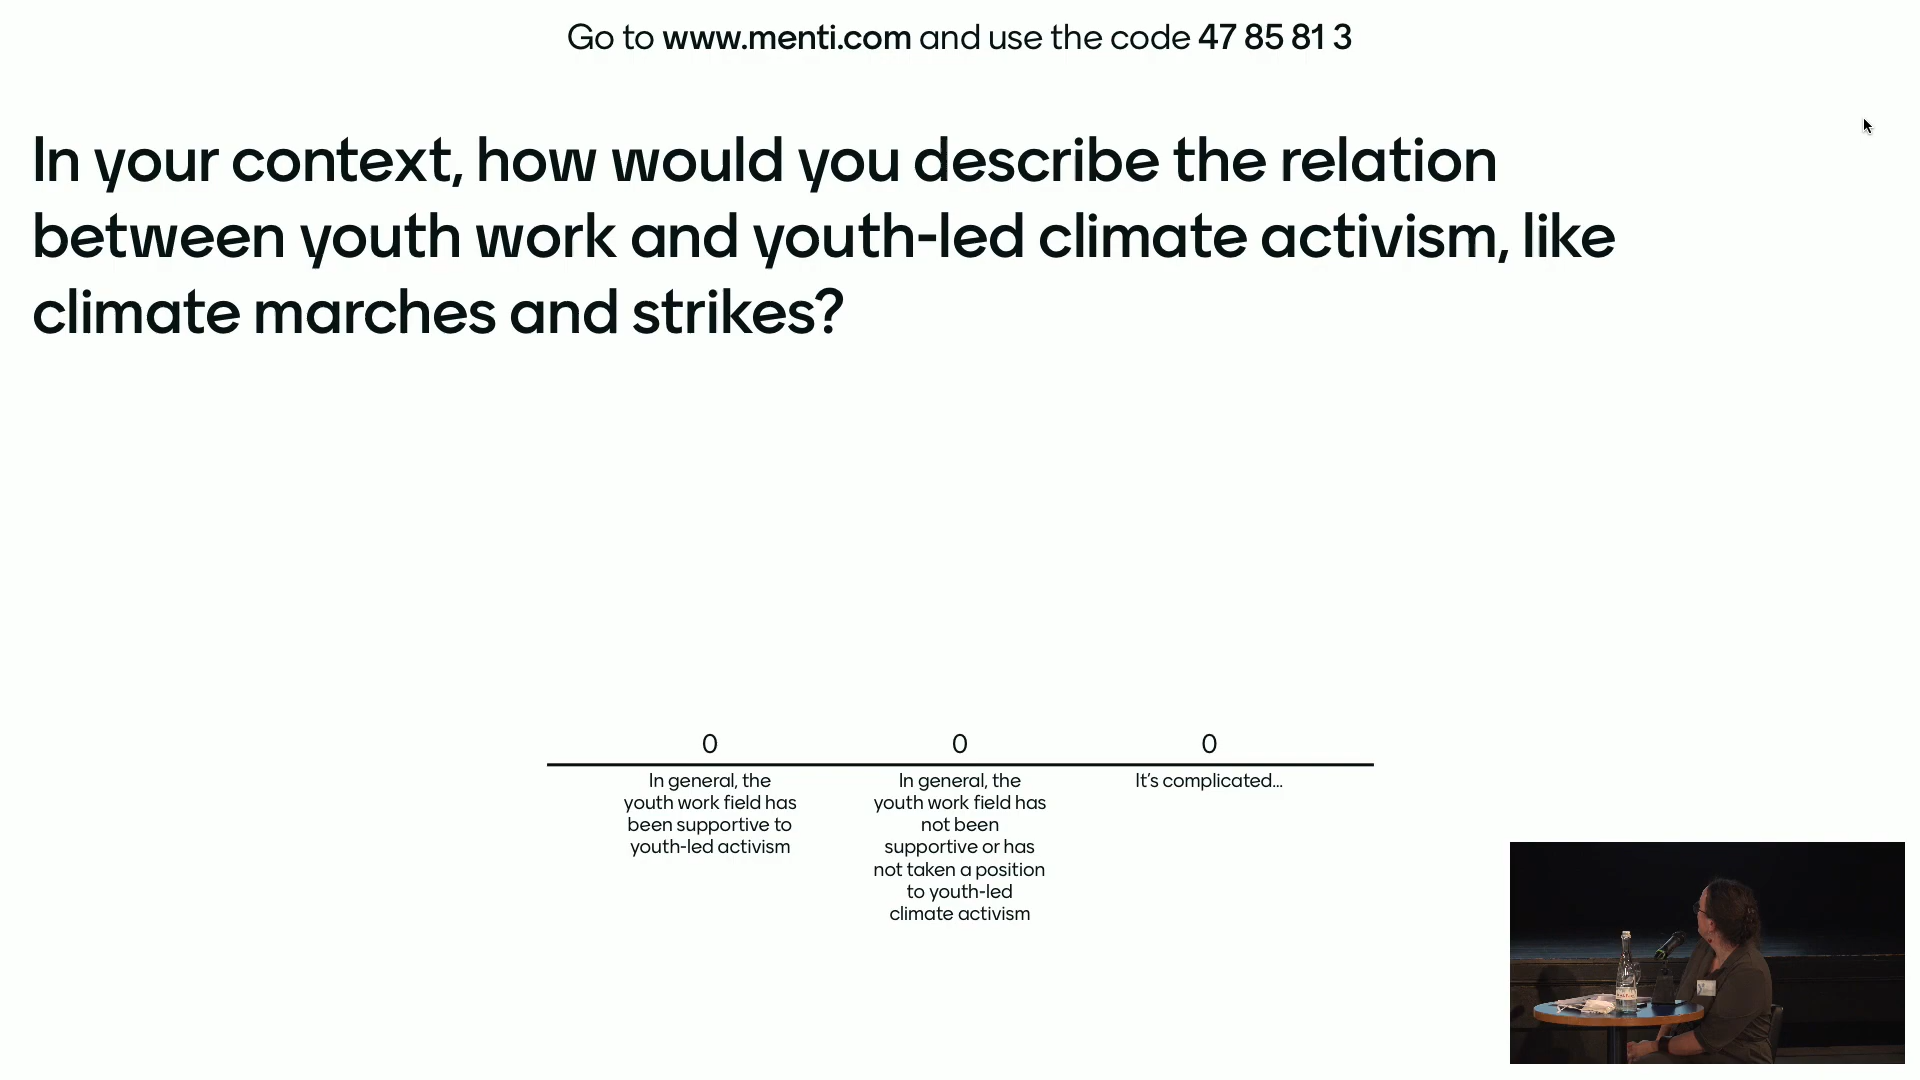 Go to www.menti.com and use the code 47 85 81 3
In your context, how would you describe the relation
between youth work and youth-led climate activism, like
climate marches and strikes?
0
0
0
In general, the
youth work field has
been supportive to
youth-led activism
In general, the
youth work field has
not been
supportive or has
not taken a position
to youth-led
climate activism
It's complicated...